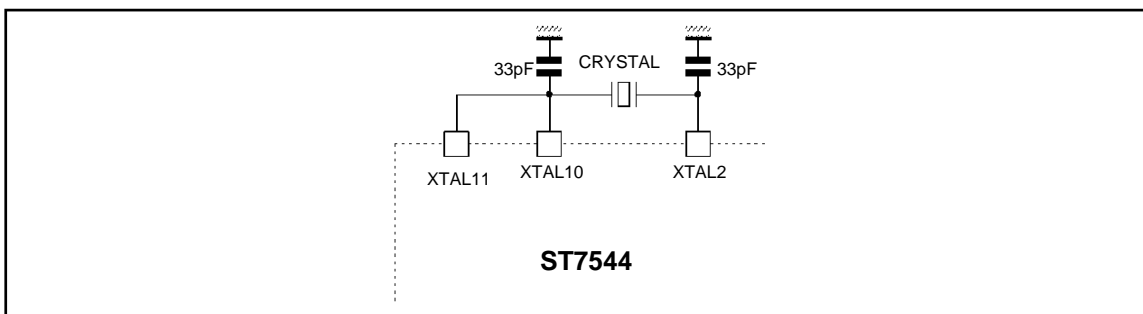 CRYSTAL
33pF
33pF
XTAL11
XTAL10
XTAL2
ST7544